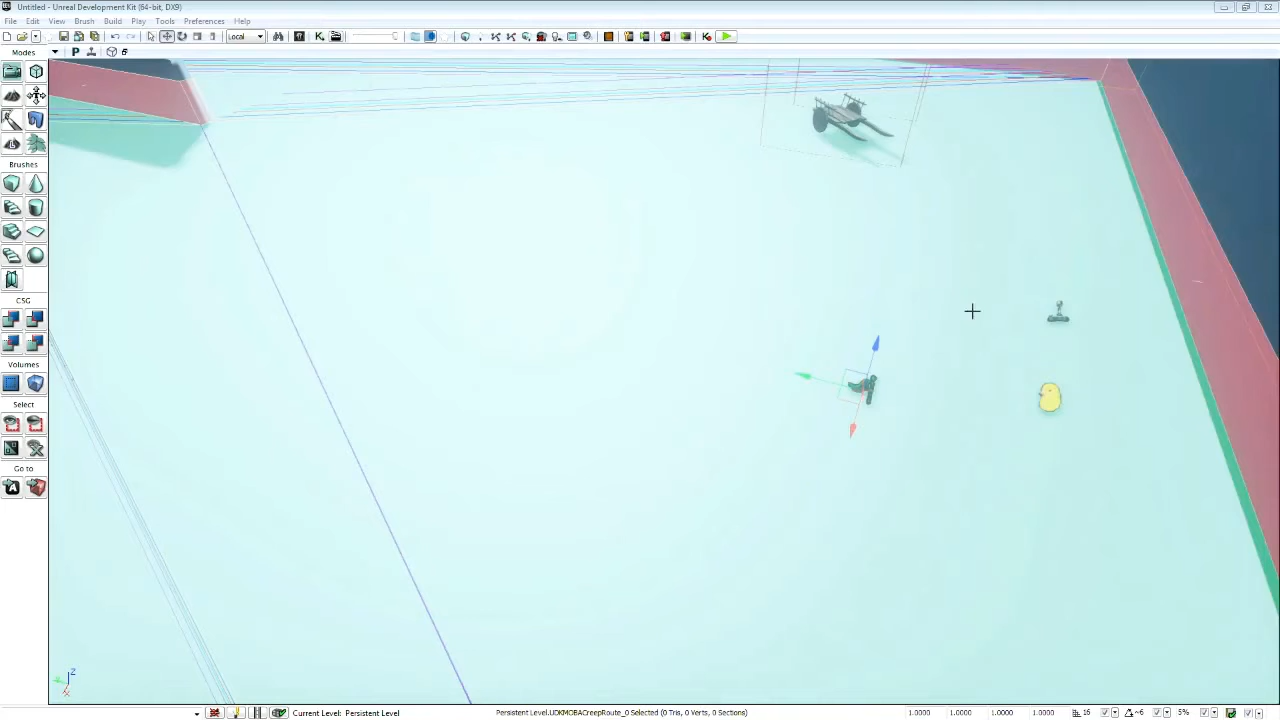 Untitled - Unreal Development Kit (64-bit, DX9)
File Edit View Brush Build Play Tools Preferences Help
Local
Modes
P
Brushes
CSG
Volumes
Select
Go to
Z
X
Current Level: Persistent Level
Persistent Level.UDKMOBACreepRoute_0 Selected (0 Tris, 0 Verts, 0 Sections)
1.0000 1.0000 1.0000 1.0000 16 ~6 5%